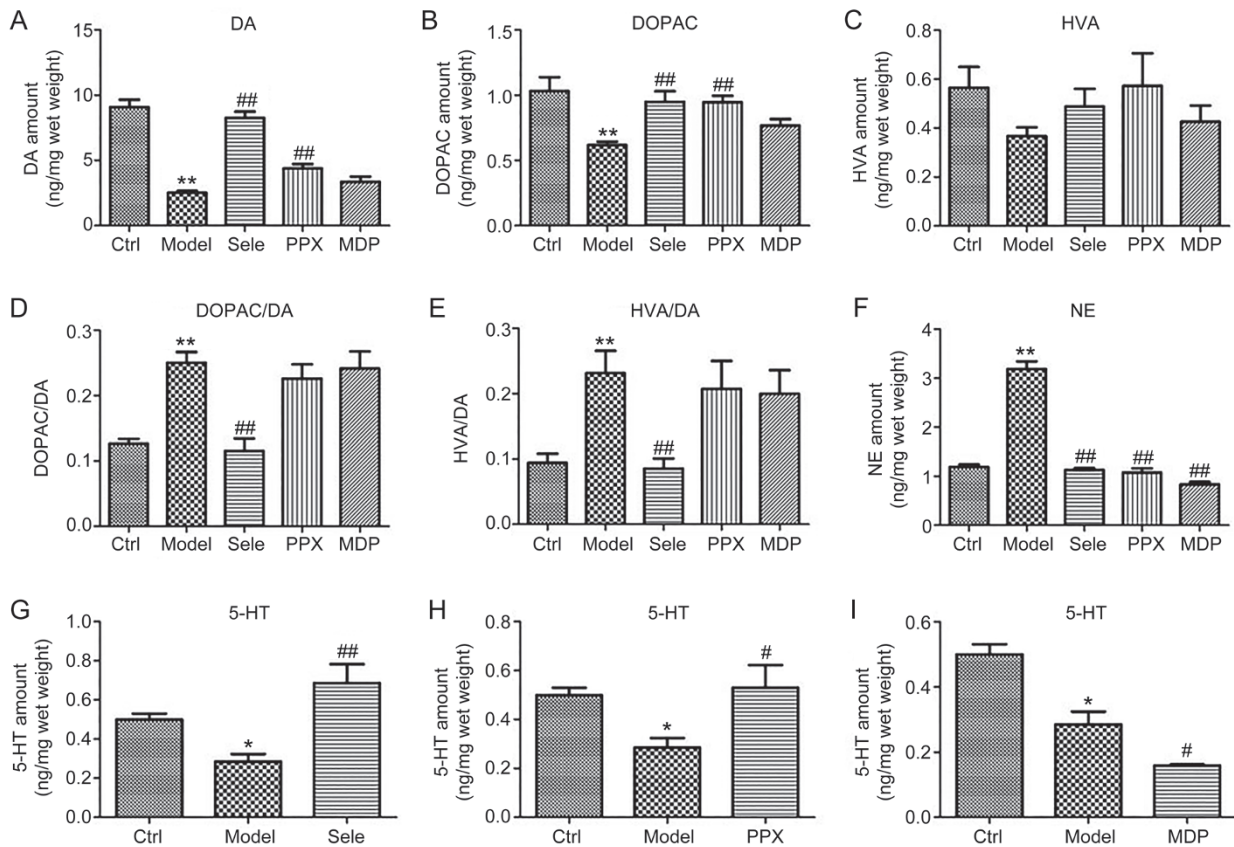 A
DA
DA amount
(ng/mg wet weight)
15
10
5
0
**
##
##
Ctrl Model Sele PPX MDP
B
DOPAC
DOPAC amount
(ng/mg wet weight)
1.5
1.0
0.5
0.0
**
##
##
Ctrl Model Sele PPX MDP
C
HVA
HVA amount
(ng/mg wet weight)
0.8
0.6
0.4
0.2
0.0
Ctrl Model Sele PPX MDP
D
DOPAC/DA
DOPAC/DA
0.3
0.2
0.1
0.0
**
##
Ctrl Model Sele PPX MDP
E
HVA/DA
HVA/DA
0.3
0.2
0.1
0.0
**
##
Ctrl Model Sele PPX MDP
F
NE
NE amount
(ng/mg wet weight)
4
3
2
1
0
**
##
##
##
Ctrl Model Sele PPX MDP
G
5-HT
5-HT amount
(ng/mg wet weight)
1.0
0.8
0.6
0.4
0.2
0.0
*
##
Ctrl Model Sele
H
5-HT
5-HT amount
(ng/mg wet weight)
0.8
0.6
0.4
0.2
0.0
*
#
Ctrl Model PPX
I
5-HT
5-HT amount
(ng/mg wet weight)
0.6
0.4
0.2
0.0
*
#
Ctrl Model MDP